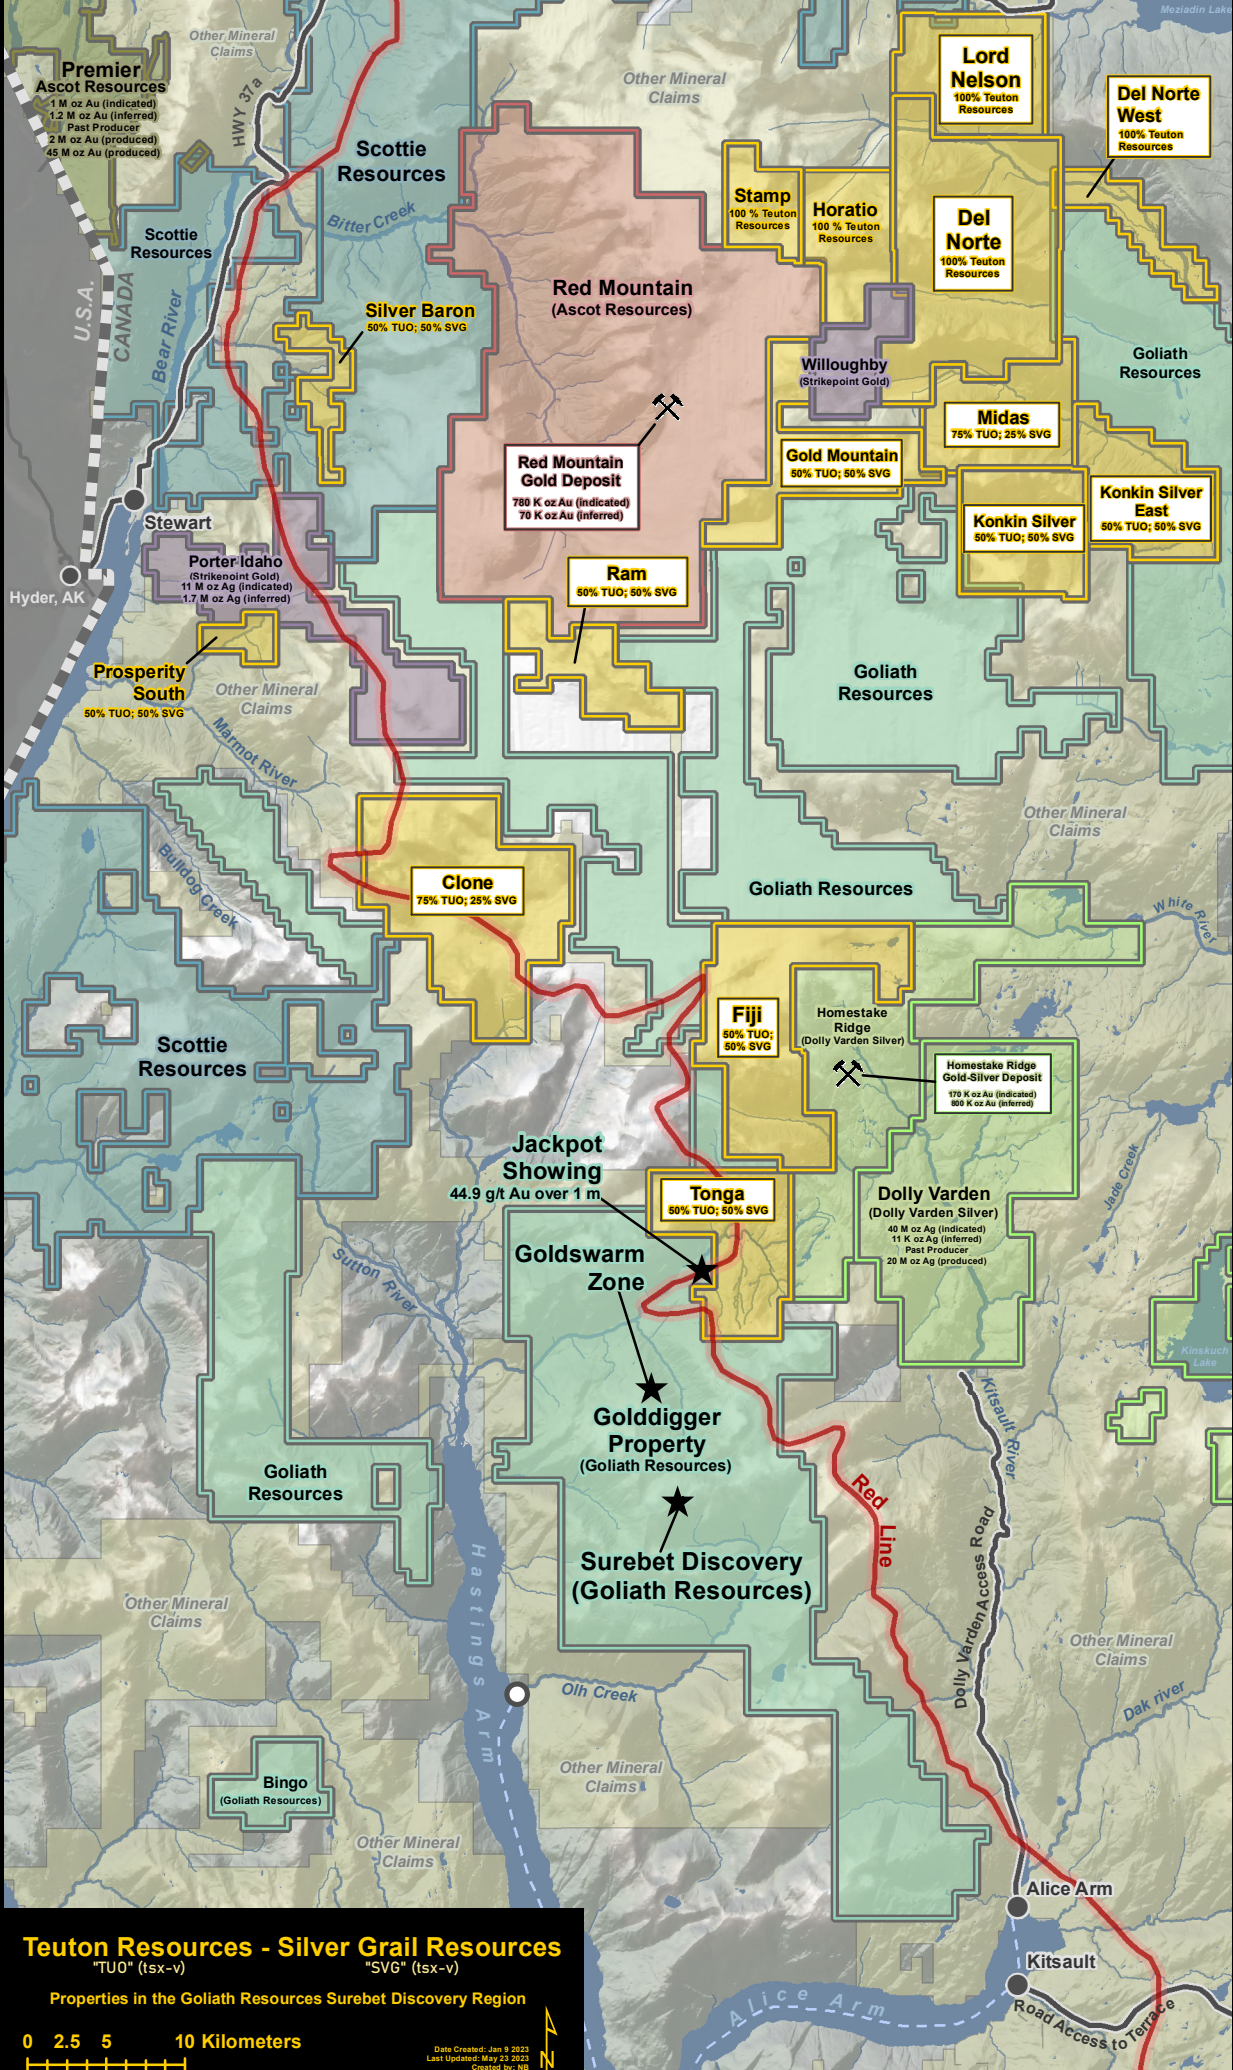 Meziadin Lake
Other Mineral
Claims
Premier
Ascot Resources
1 M oz Au (indicated)
1.2 M oz Au (inferred)
Past Producer
2 M oz Au (produced)
45 M oz Au (produced)
HWY 37a
Scottie
Resources
Other Mineral
Claims
Lord
Nelson
100% Teuton
Resources
Del Norte
West
100% Teuton
Resources
Stamp
100 % Teuton
Resources
Horatio
100 % Teuton
Resources
Del
Norte
100% Teuton
Resources
Bitter Creek
Scottie
Resources
U.S.A.
CANADA
Bear River
Silver Baron
50% TUO; 50% SVG
Red Mountain
(Ascot Resources)
Willoughby
(Strikepoint Gold)
Goliath
Resources
Midas
75% TUO; 25% SVG
Gold Mountain
50% TUO; 50% SVG
Red Mountain
Gold Deposit
780 K oz Au (indicated)
70 K oz Au (inferred)
Konkin Silver
50% TUO; 50% SVG
Konkin Silver
East
50% TUO; 50% SVG
Stewart
Hyder, AK
Porter Idaho
(Strikepoint Gold)
11 M oz Ag (indicated)
1.7 M oz Ag (inferred)
Ram
50% TUO; 50% SVG
Prosperity
South
50% TUO; 50% SVG
Other Mineral
Claims
Marmot River
Goliath
Resources
Other Mineral
Claims
Bulldog Creek
Clone
75% TUO; 25% SVG
Goliath Resources
White River
Fiji
50% TUO;
50% SVG
Homestake
Ridge
(Dolly Varden Silver)
Homestake Ridge
Gold-Silver Deposit
170 K oz Au (indicated)
800 K oz Au (inferred)
Scottie
Resources
Jackpot
Showing
44.9 g/t Au over 1 m
Tonga
50% TUO; 50% SVG
Dolly Varden
(Dolly Varden Silver)
40 M oz Ag (indicated)
11 K oz Ag (inferred)
Past Producer
20 M oz Ag (produced)
Jade Creek
Goldswarm
Zone
Sutton River
Kinskuch
Lake
Golddigger
Property
(Goliath Resources)
Kitsault River
Goliath
Resources
Red
Line
Surebet Discovery
(Goliath Resources)
Dolly Varden Access Road
Hastings Arm
Other Mineral
Claims
Other Mineral
Claims
Olh Creek
Dak river
Other Mineral
Claims
Bingo
(Goliath Resources)
Other Mineral
Claims
Alice Arm
Kitsault
Alice Arm
Road Access to Terrace
Teuton Resources - Silver Grail Resources
"TUO" (tsx-v) "SVG" (tsx-v)
Properties in the Goliath Resources Surebet Discovery Region
0 2.5 5 10 Kilometers
Date Created: Jan 9 2023
Last Updated: May 23 2023
Created by: NB
N